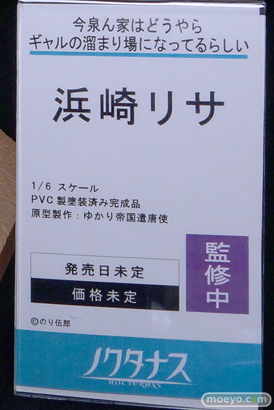 今泉ん家はどうやら
ギャルの溜まり場になってるらしい
浜崎リサ
1/6 スケール
PVC製塗装済み完成品
原型製作：ゆかり帝国遣唐使
発売日未定
価格未定
監修中
©のり伍郎
ノクタナス
NOCTURNUS
moeyo.com